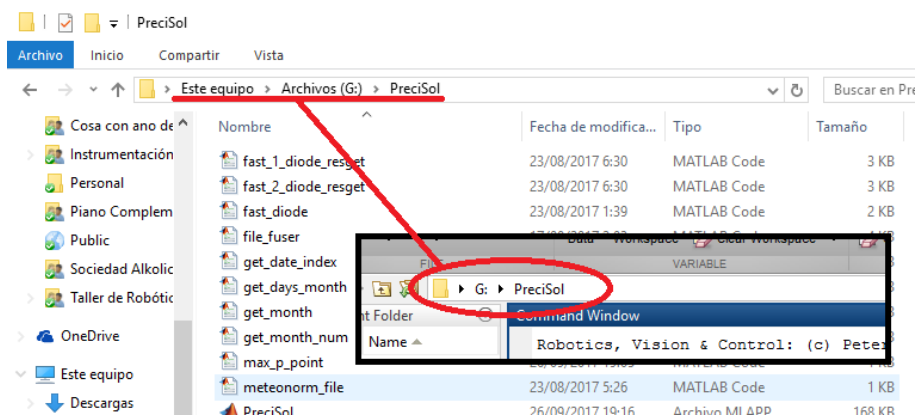 PreciSol
Archivo Inicio Compartir Vista
Este equipo > Archivos (G:) > PreciSol
Buscar en Pre
Nombre Fecha de modifica... Tipo Tamaño
Cosa con ano de
Instrumentación
Personal
Piano Complem
Public
Sociedad Alkolic
Taller de Robótic
OneDrive
Este equipo
Descargas
fast_1_diode_resget 23/08/2017 6:30 MATLAB Code 3 KB
fast_2_diode_resget 23/08/2017 6:30 MATLAB Code 3 KB
fast_diode 23/08/2017 1:39 MATLAB Code 2 KB
file_fuser
get_date_index
get_days_month
get_month
get_month_num
max_p_point
meteonorm_file 23/08/2017 5:26 MATLAB Code 1 KB
PreciSol 26/09/2017 19:16 Archivo MLAPP 168 KB
VARIABLE
G: PreciSol
nt Folder
Name
Command Window
Robotics, Vision & Control: (c) Peter